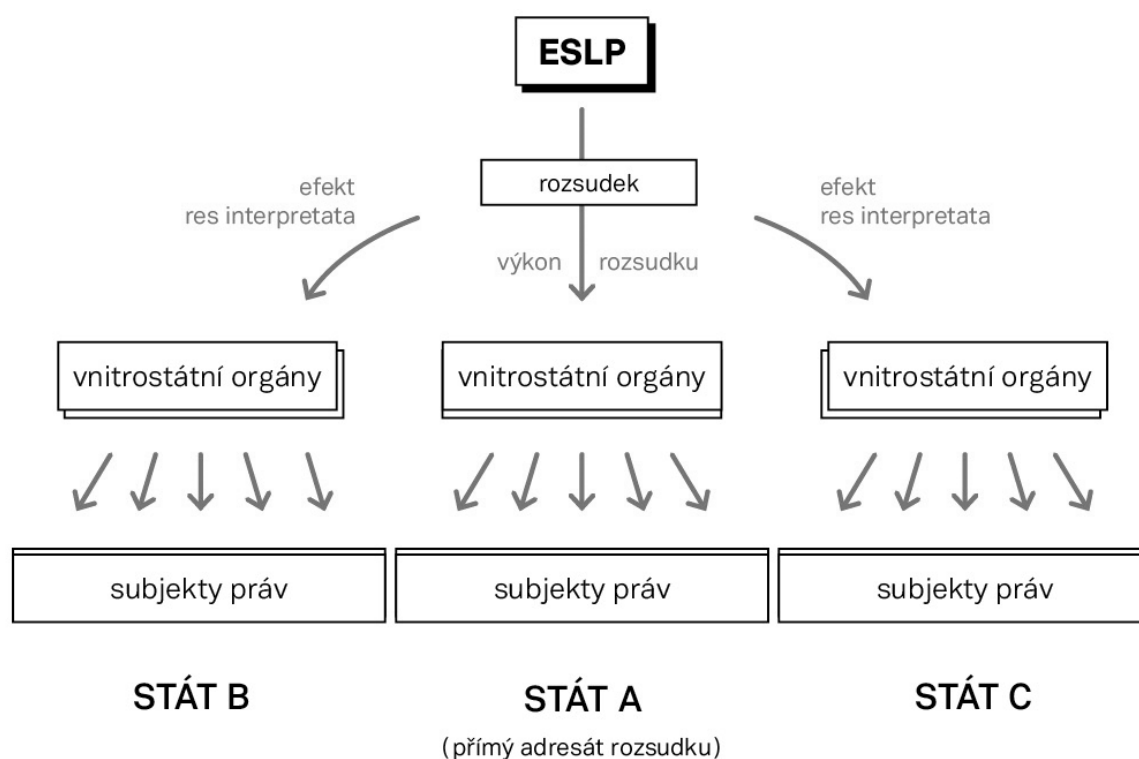 ESLP
rozsudek
efekt
res interpretata
efekt
res interpretata
výkon rozsudku
vnitrostátní orgány
vnitrostátní orgány
vnitrostátní orgány
subjekty práv
subjekty práv
subjekty práv
STÁT B
STÁT A
STÁT C
(přímý adresát rozsudku)